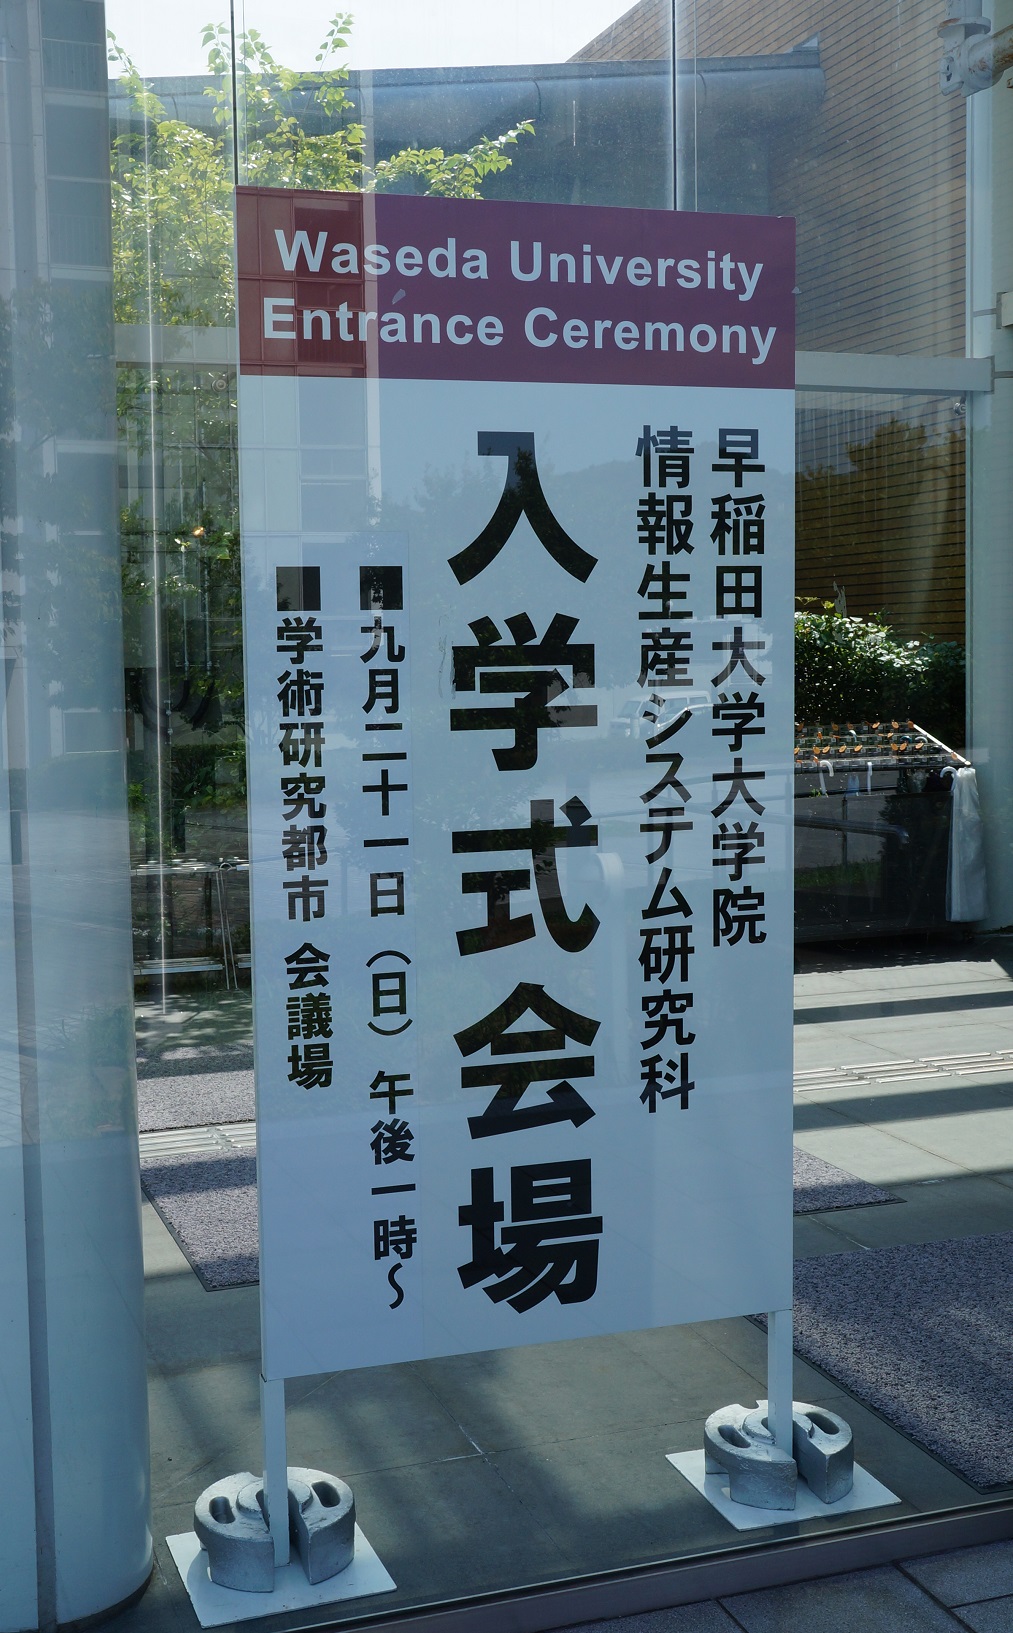 Waseda University
Entrance Ceremony
早稲田大学大学院
情報生産システム研究科
入学式会場
■九月二十一日（日） 午後一時～
■学術研究都市 会議場